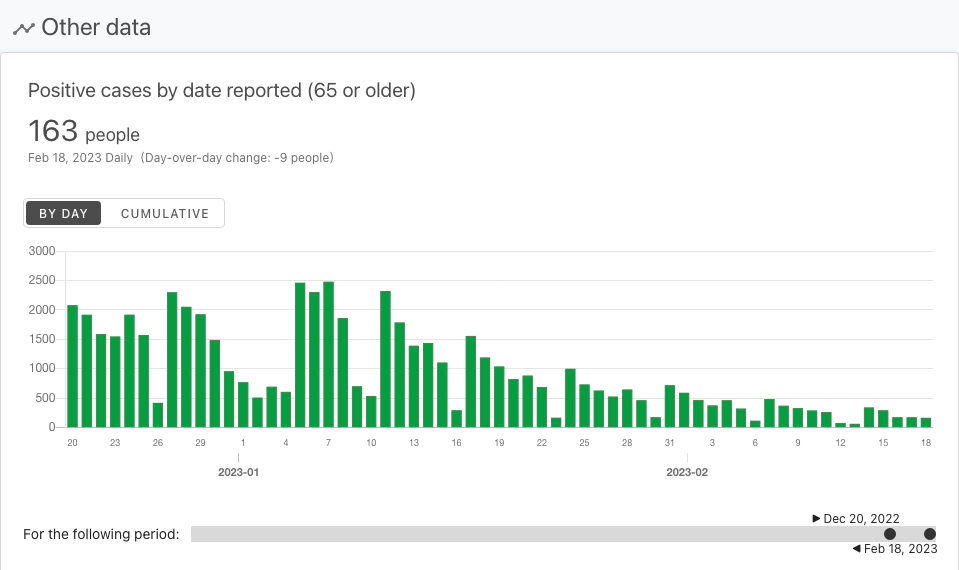 Other data
Positive cases by date reported (65 or older)
163 people
Feb 18, 2023 Daily (Day-over-day change: -9 people)
BY DAY CUMULATIVE
3000
2500
2000
1500
1000
500
0
20 23 26 29 1 4 7 10 13 16 19 22 25 28 31 3 6 9 12 15 18
2023-01 2023-02
▶ Dec 20, 2022
For the following period:
◀ Feb 18, 2023